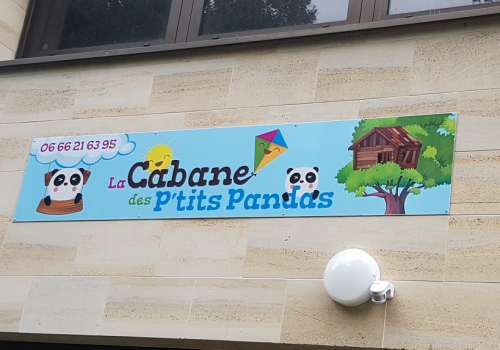 06 66 21 63 95
La Cabane
des P'tits Pandas